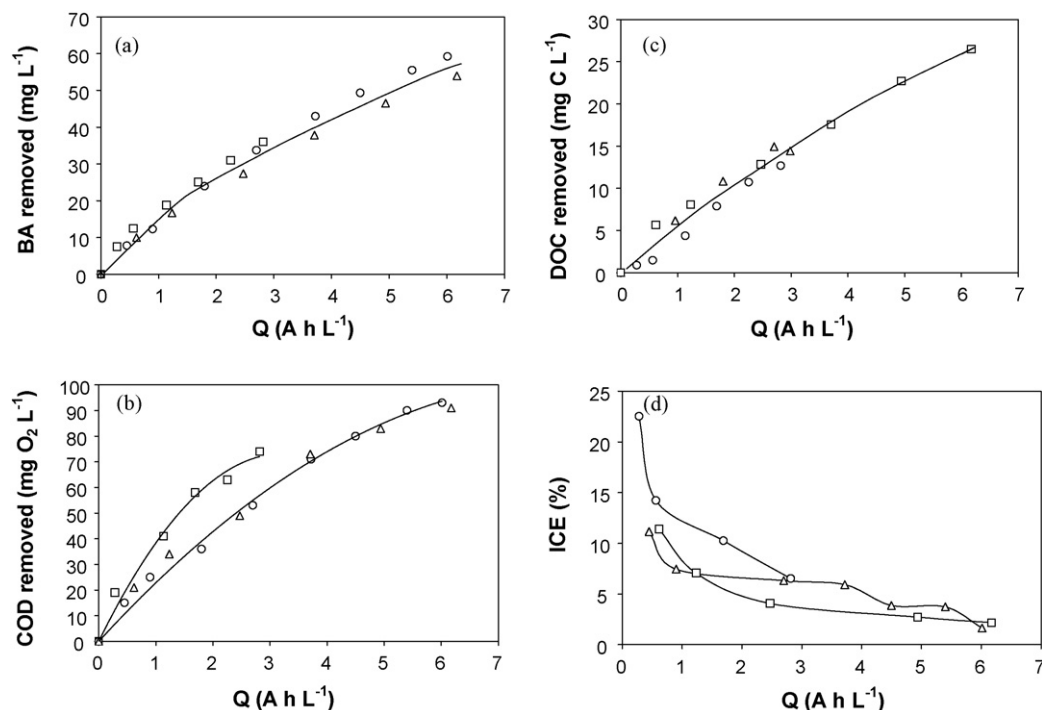 (a)
BA removed (mg L⁻¹)
70
60
50
40
30
20
10
0
0 1 2 3 4 5 6 7
Q (A h L⁻¹)
(c)
DOC removed (mg C L⁻¹)
30
25
20
15
10
5
0
0 1 2 3 4 5 6 7
Q (A h L⁻¹)
(b)
COD removed (mg O₂ L⁻¹)
100
90
80
70
60
50
40
30
20
10
0
0 1 2 3 4 5 6 7
Q (A h L⁻¹)
(d)
ICE (%)
25
20
15
10
5
0
0 1 2 3 4 5 6 7
Q (A h L⁻¹)